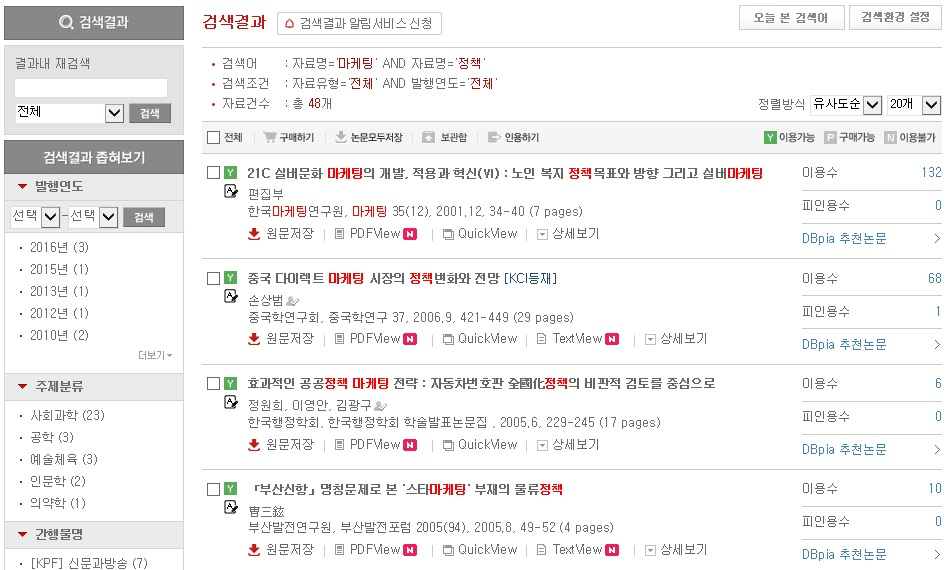 검색결과
결과내 재검색
전체
검색
검색결과 좁혀보기
발행연도
선택 - 선택 검색
· 2016년 (3)
· 2015년 (1)
· 2013년 (1)
· 2012년 (1)
· 2010년 (2)
더보기
주제분류
· 사회과학 (23)
· 공학 (3)
· 예술체육 (3)
· 인문학 (2)
· 의약학 (1)
간행물명
· [KPF] 신문과방송 (7)
검색결과 검색결과 알림서비스 신청 오늘 본 검색어 검색환경 설정
· 검색어 : 자료명='마케팅' AND 자료명='정책'
· 검색조건 : 자료유형='전체' AND 발행연도='전체'
· 자료건수 : 총 48개
정렬방식 유사도순 20개
전체 구매하기 논문모두저장 보관함 인용하기 Y 이용가능 P 구매가능 N 이용불가
Y 21C 실버문화 마케팅의 개발, 적용과 혁신(Ⅵ) : 노인 복지 정책목표와 방향 그리고 실버마케팅
편집부
한국마케팅연구원, 마케팅 35(12), 2001.12, 34-40 (7 pages)
원문저장 | PDFView N | QuickView | 상세보기
이용수 132
피인용수 0
DBpia 추천논문 >
Y 중국 다이렉트 마케팅 시장의 정책변화와 전망 [KCI등재]
손상범
중국학연구회, 중국학연구 37, 2006.9, 421-449 (29 pages)
원문저장 | PDFView N | QuickView | TextView N | 상세보기
이용수 68
피인용수 1
DBpia 추천논문 >
Y 효과적인 공공정책 마케팅 전략 : 자동차번호판 全國化정책의 비판적 검토를 중심으로
정원희, 이영안, 김광구
한국행정학회, 한국행정학회 학술발표논문집 , 2005.6, 229-245 (17 pages)
원문저장 | PDFView N | QuickView | 상세보기
이용수 6
피인용수 0
DBpia 추천논문 >
Y 「부산신항」 명칭문제로 본 '스타마케팅' 부재의 물류정책
曺三鉉
부산발전연구원, 부산발전포럼 2005(94), 2005.8, 49-52 (4 pages)
원문저장 | PDFView N | QuickView | TextView N | 상세보기
이용수 10
피인용수 0
DBpia 추천논문 >